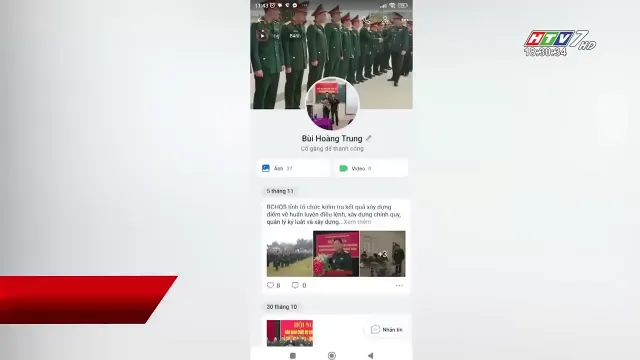 HTV7 HD
18:30:34
11:43
Bùi Hoàng Trung
Cố gắng để thành công
Ảnh 37
Video 0
5 tháng 11
BCHQS tỉnh tổ chức kiểm tra kết quả xây dựng
điểm về huấn luyện điều lệnh, xây dựng chính quy,
quản lý kỷ luật và xây dựng...Xem thêm
+3
8
0
30 tháng 10
Nhắn tin